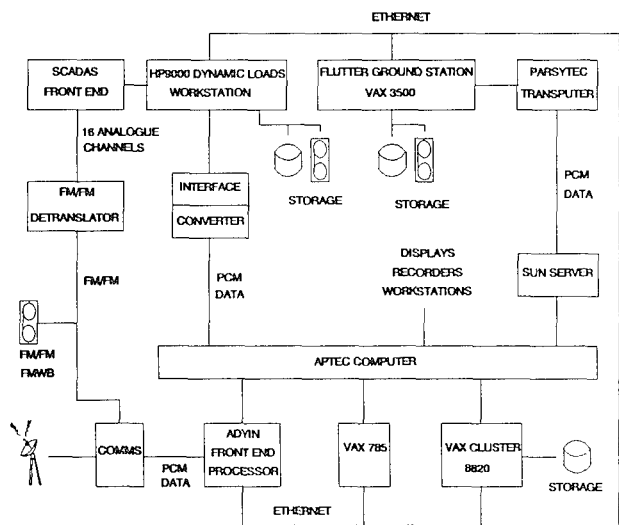 ETHERNET
SCADAS
FRONT END
HP9000 DYNAMIC LOADS
WORKSTATION
FLUTTER GROUND STATION
VAX 3500
PARSYTEC
TRANSPUTER
16 ANALOGUE
CHANNELS
STORAGE
STORAGE
INTERFACE
CONVERTER
PCM
DATA
FM/FM
DETRANSLATOR
FM/FM
PCM
DATA
DISPLAYS
RECORDERS
WORKSTATIONS
SUN SERVER
FM/FM
FMWB
APTEC COMPUTER
COMMS
PCM
DATA
ADYIN
FRONT END
PROCESSOR
VAX 785
VAX CLUSTER
8820
STORAGE
ETHERNET